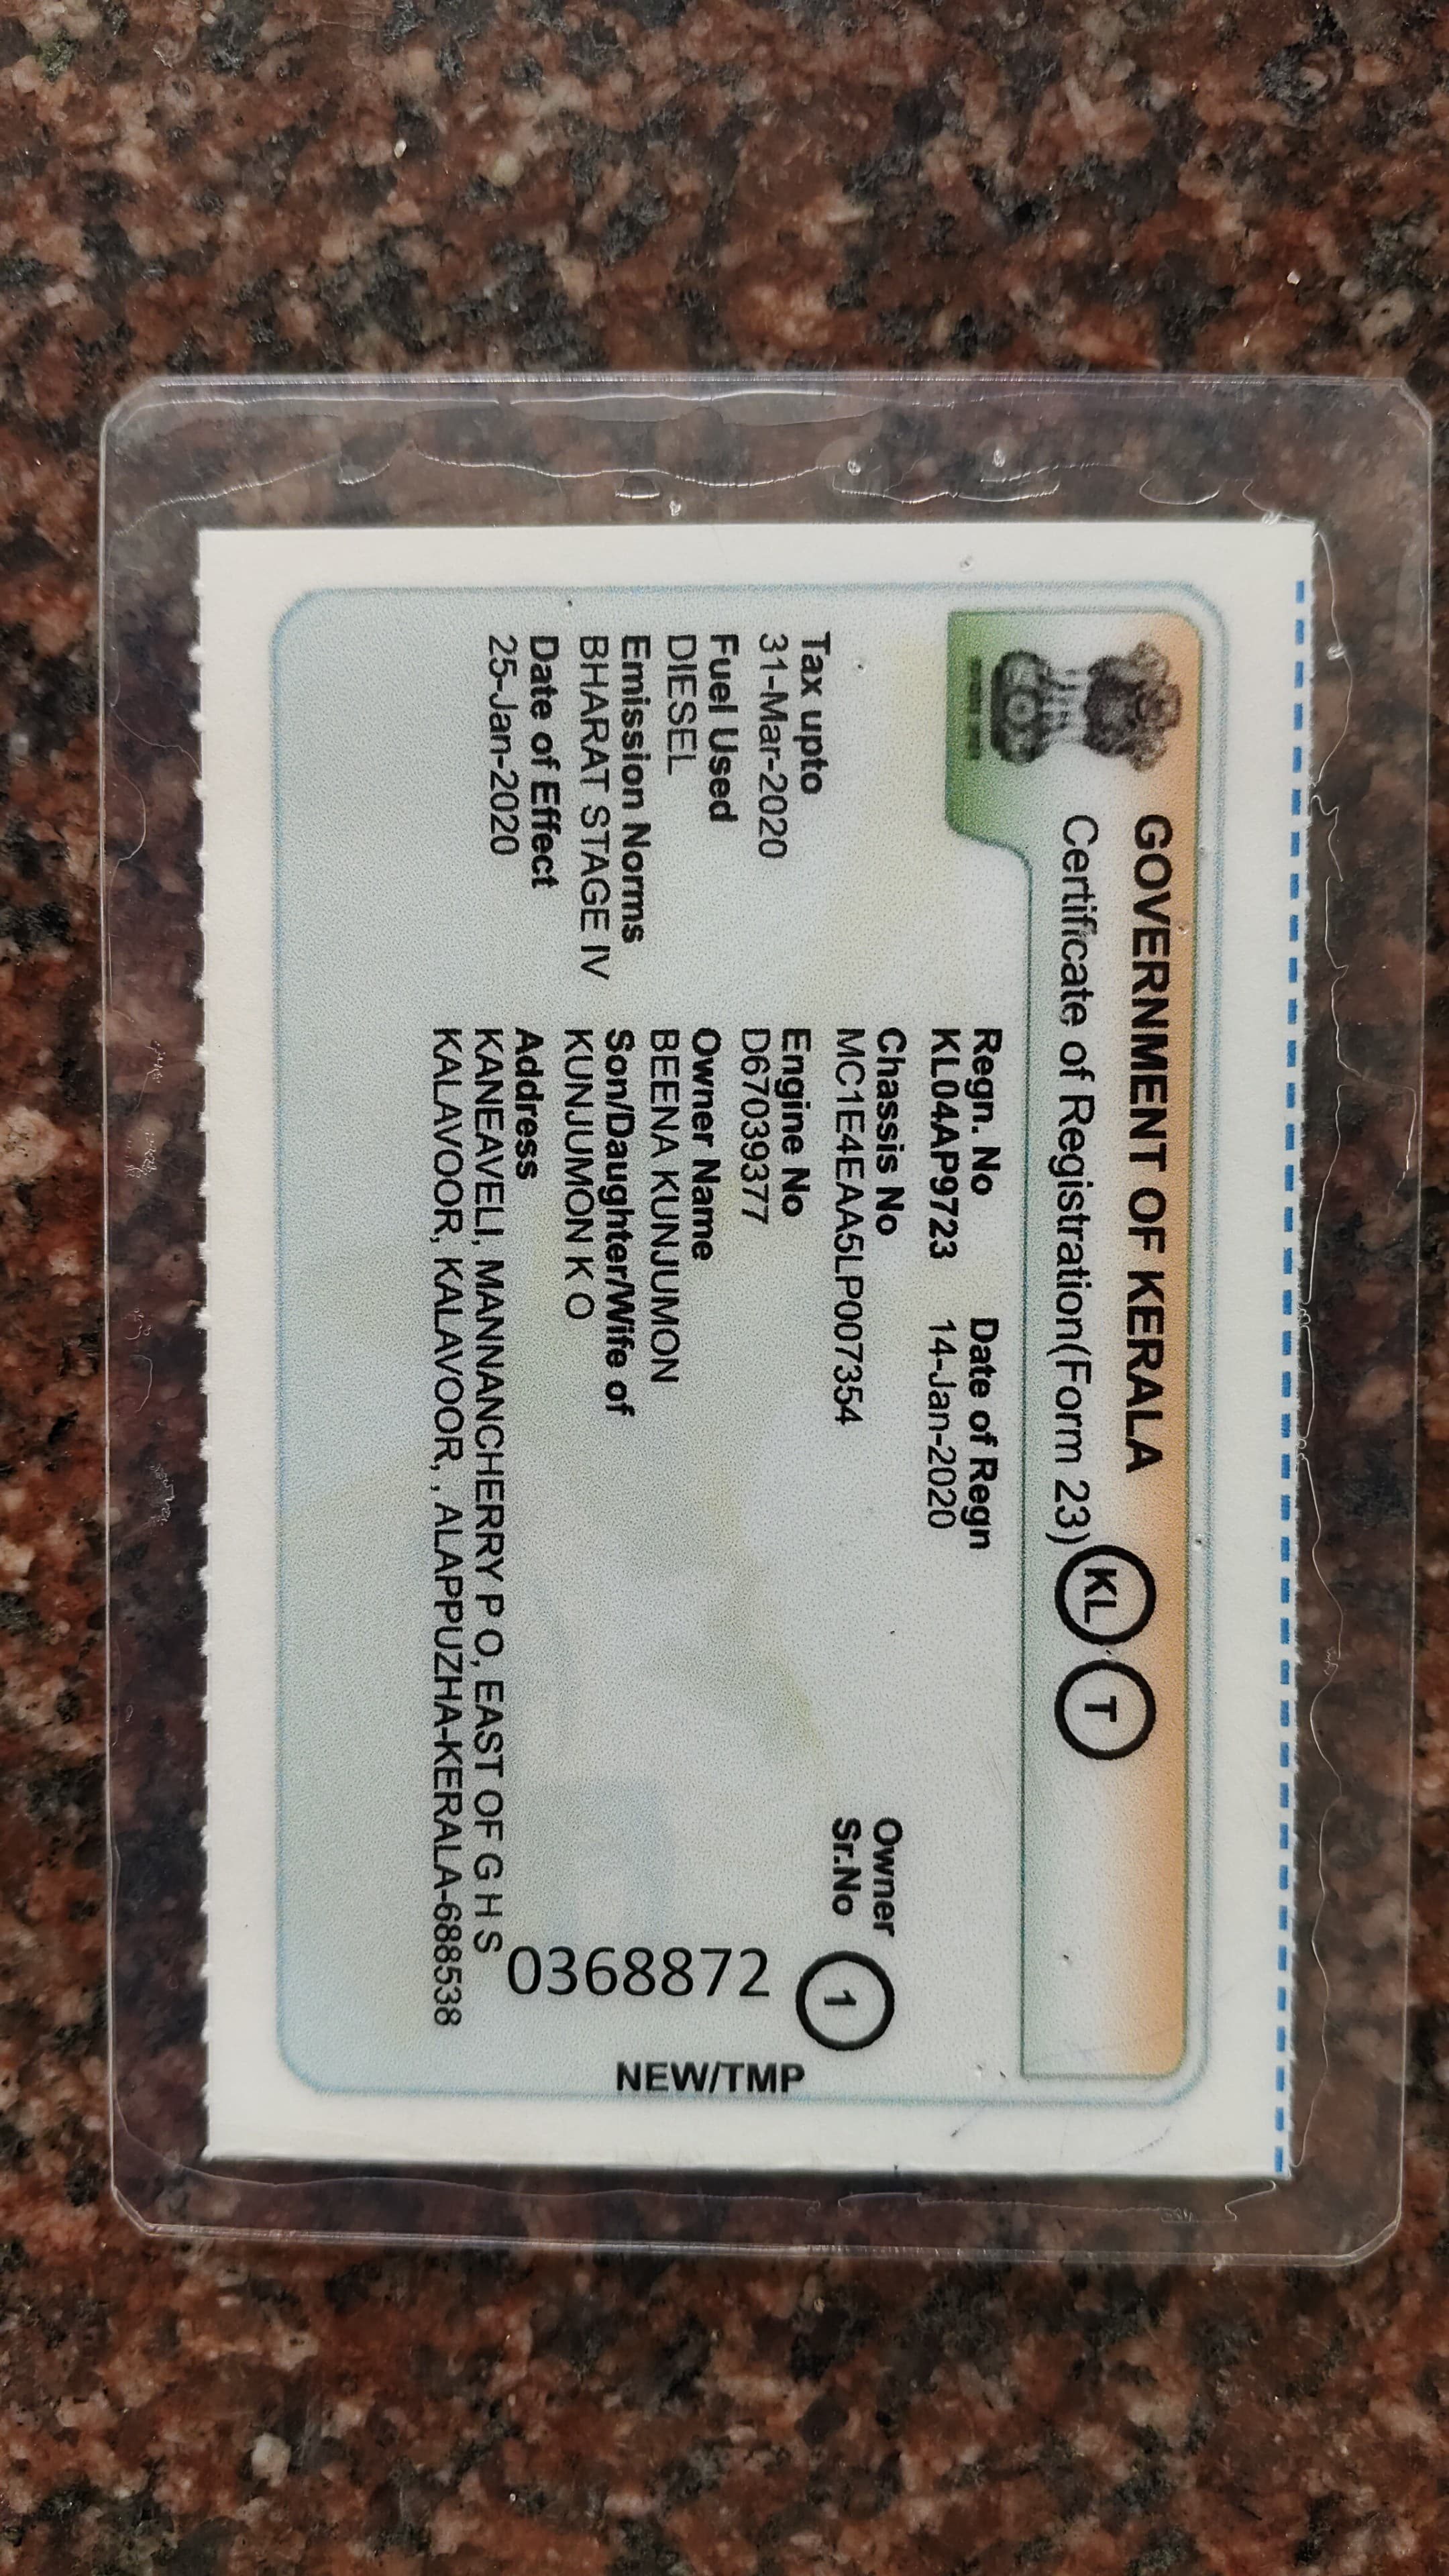 GOVERNMENT OF KERALA
Certificate of Registration(Form 23) KL T
Regn. No Date of Regn
KL04AP9723 14-Jan-2020
Chassis No
MC1E4EAA5LP007354
Owner
Sr.No 1
Tax upto
31-Mar-2020
Engine No
D67039377
Fuel Used
DIESEL
Owner Name
BEENA KUNJUMON
Emission Norms
BHARAT STAGE IV
Son/Daughter/Wife of
KUNJUMON K O
Date of Effect
25-Jan-2020
Address
KANEAVELI, MANNANCHERRY P O, EAST OF G H S
KALAVOOR, KALAVOOR, , ALAPPUZHA-KERALA-688538
0368872
NEW/TMP